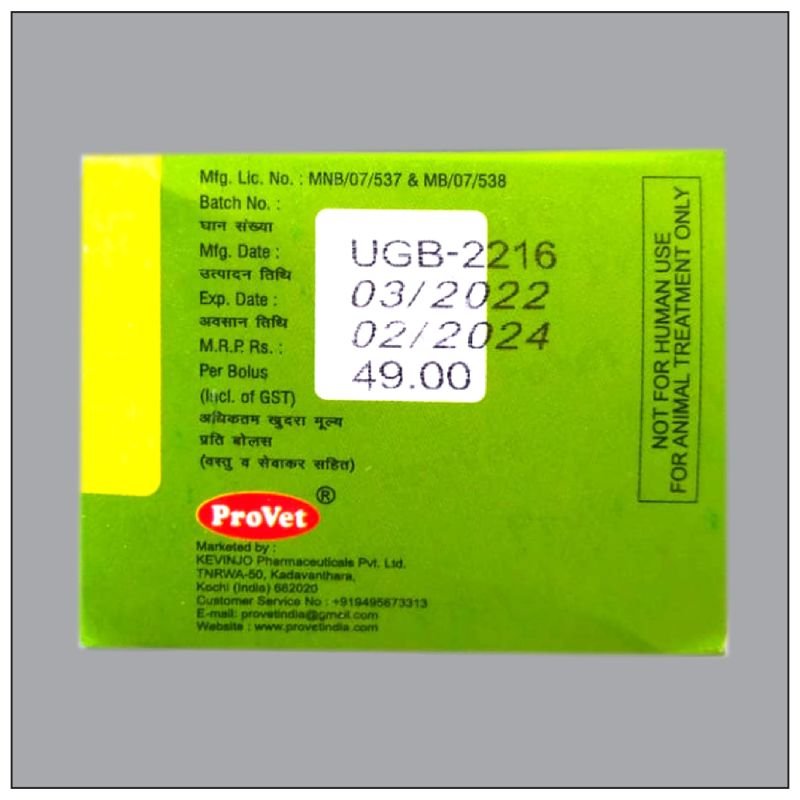 Mfg. Lic. No. : MNB/07/537 & MB/07/538
Batch No. :
घान संख्या
UGB-2216
Mfg. Date :
उत्पादन तिथि
03/2022
Exp. Date :
अवसान तिथि
02/2024
M.R.P. Rs. :
Per Bolus
49.00
(Incl. of GST)
अधिकतम खुदरा मूल्य
प्रति बोलस
(वस्तु व सेवाकर सहित)
ProVet ®
Marketed by :
KEVINJO Pharmaceuticals Pvt. Ltd.
TNRWA-50, Kadavanthara,
Kochi (India) 682020
Customer Service No : +919495673313
E-mail: provetindia@gmail.com
Website : www.provetindia.com
NOT FOR HUMAN USE
FOR ANIMAL TREATMENT ONLY